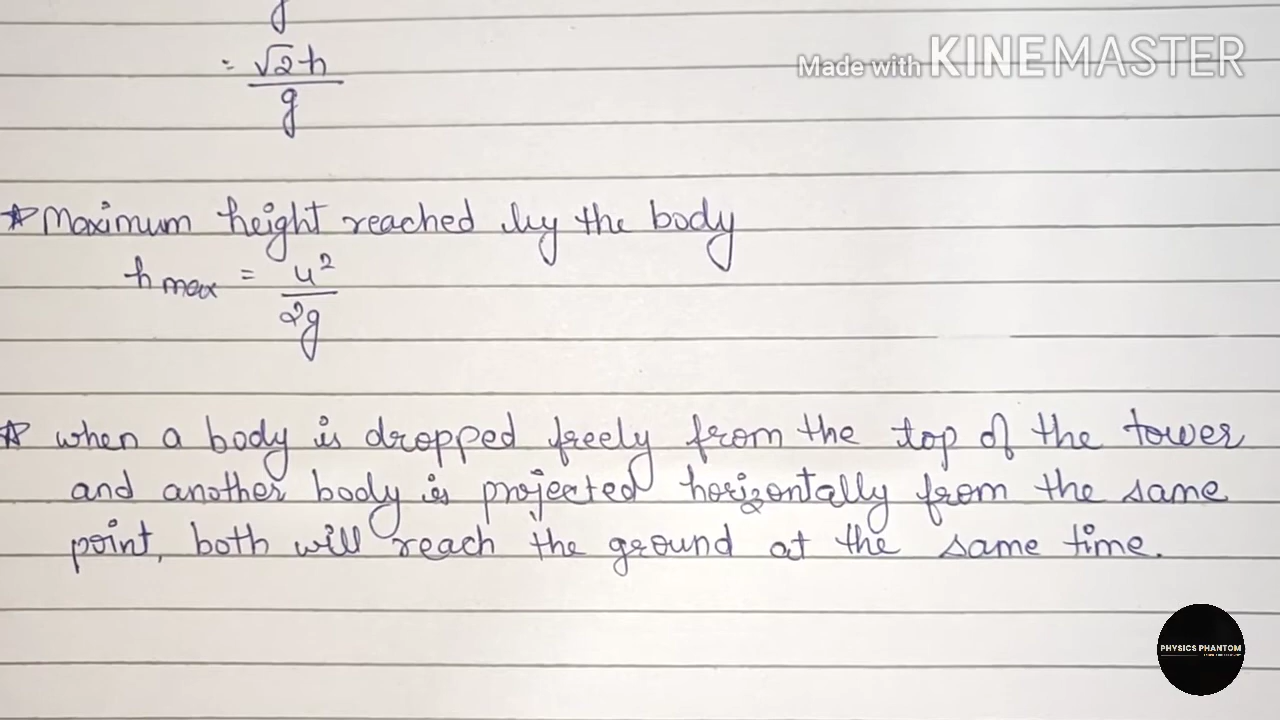 g
= √2h
g
Made with KINEMASTER
☆ Maximum height reached by the body
h max = u²
2g
☆ when a body is dropped freely from the top of the tower
and another body is projected horizontally from the same
point, both will reach the ground at the same time.
PHYSICS PHANTOM